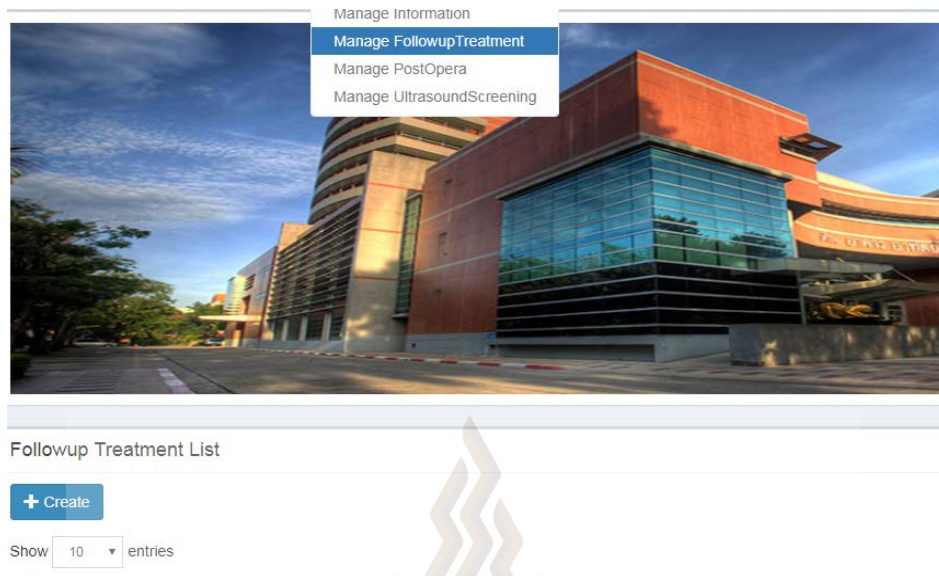 Manage Information
Manage FollowupTreatment
Manage PostOpera
Manage UltrasoundScreening
Followup Treatment List
+ Create
Show 10 entries